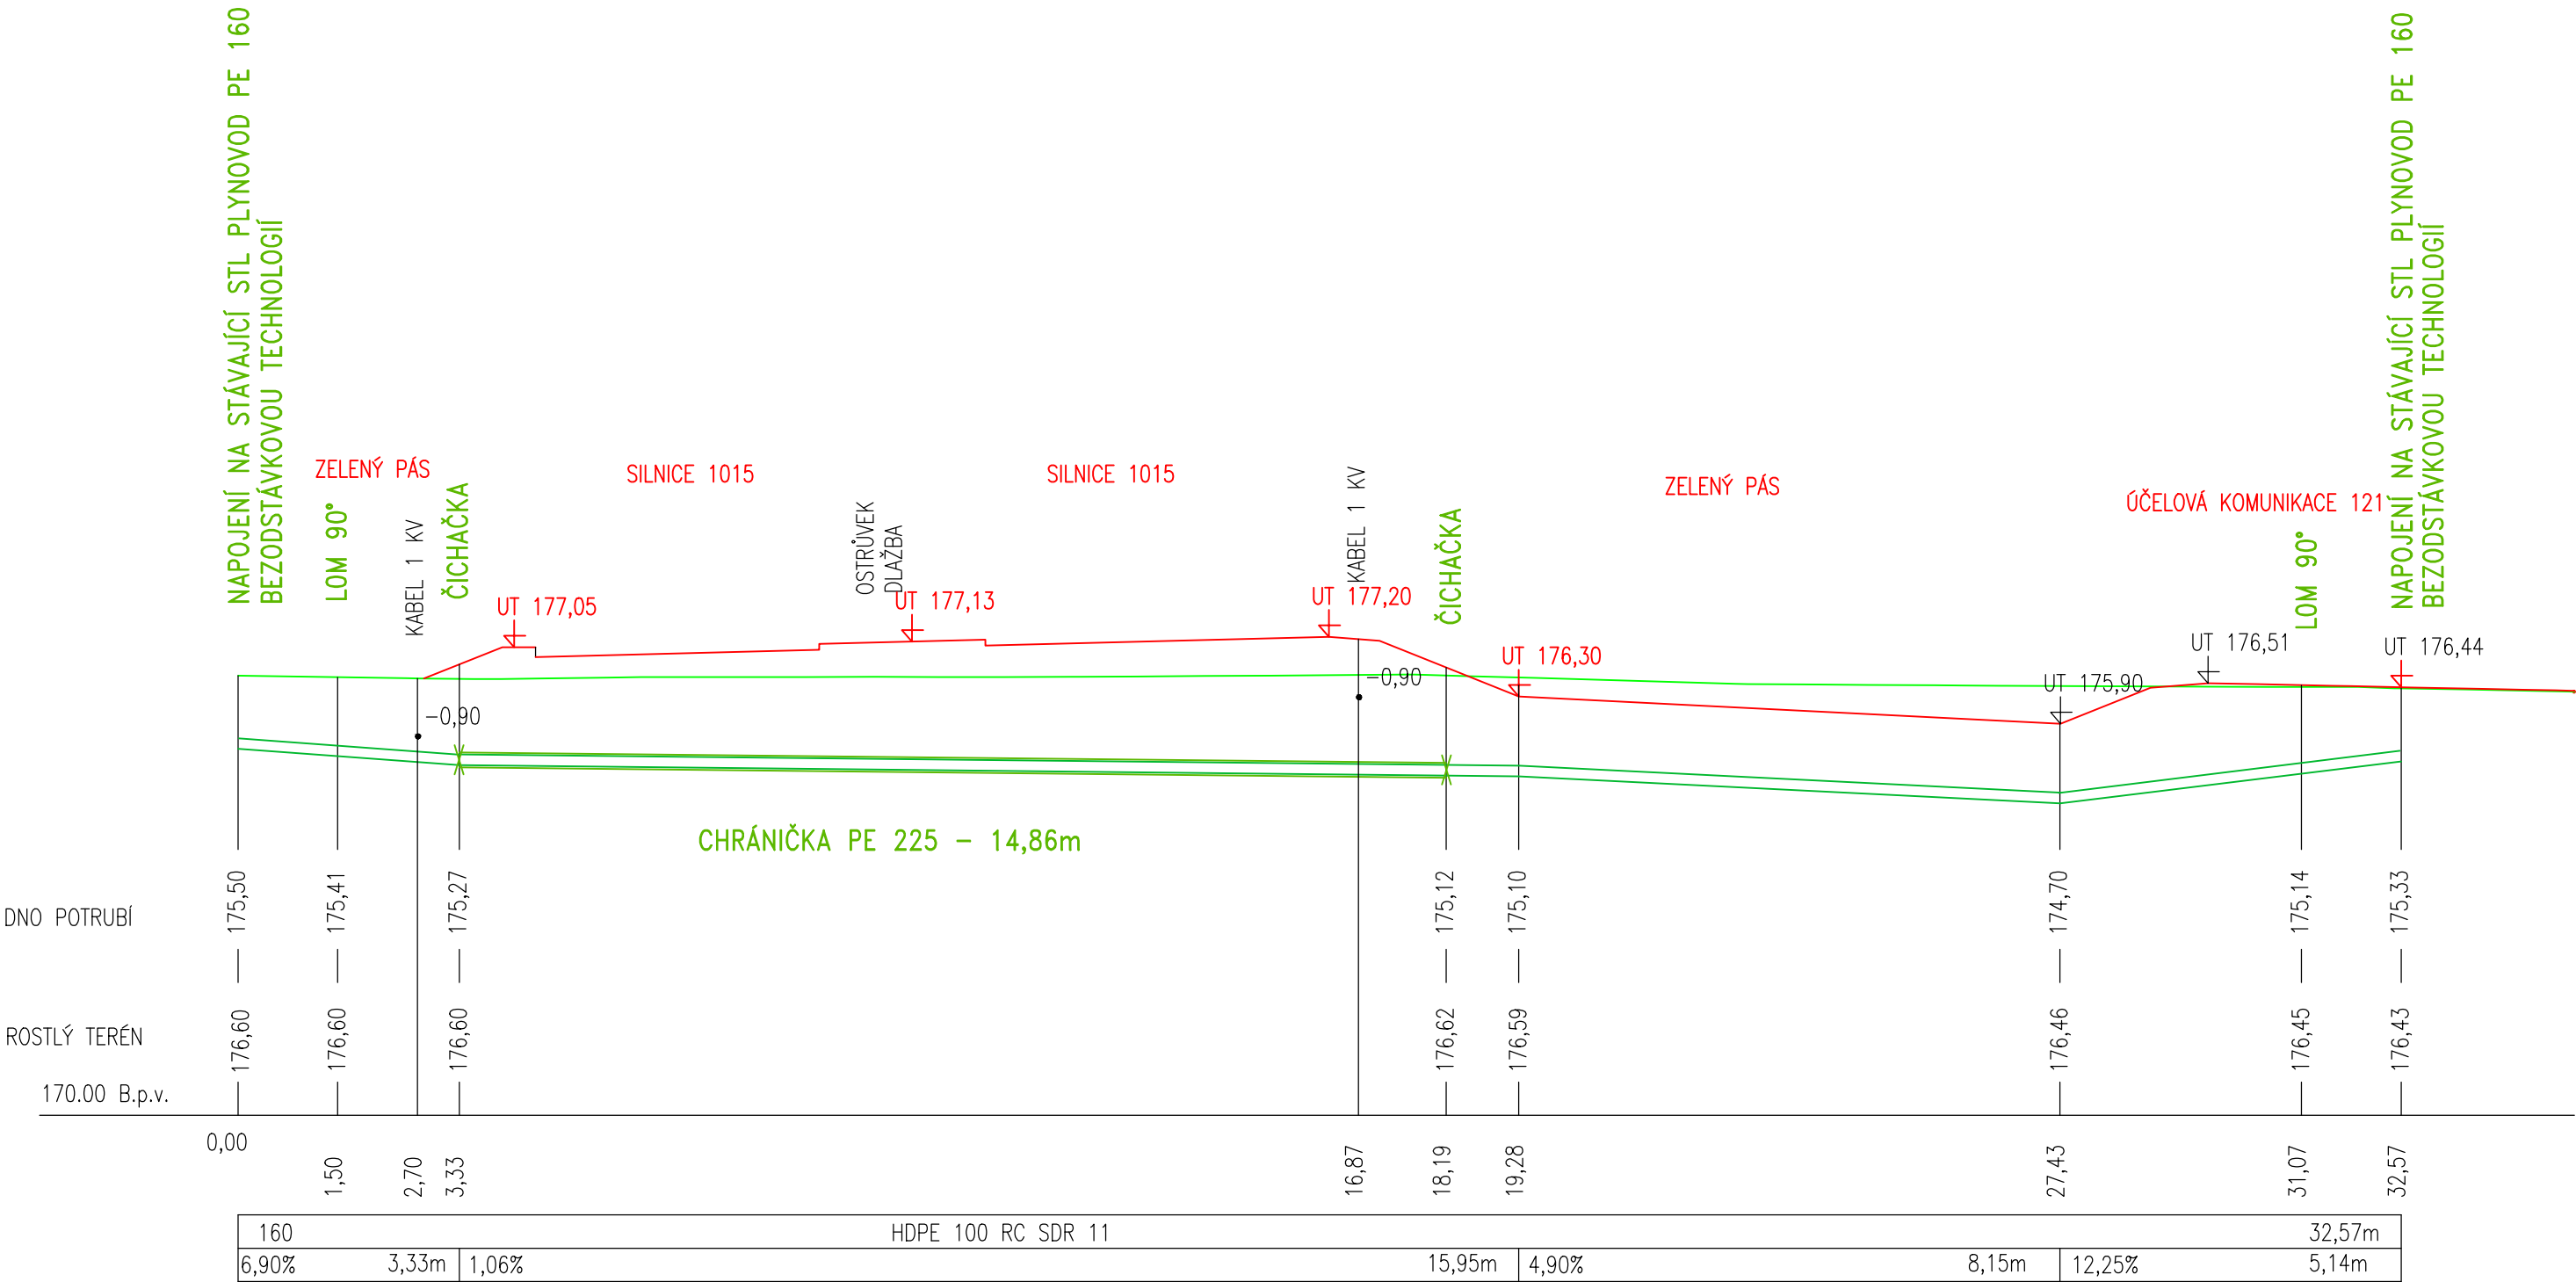 NAPOJENÍ NA STÁVAJÍCÍ STL PLYNOVOD PE 160
BEZODSTÁVKOVOU TECHNOLOGIÍ
NAPOJENÍ NA STÁVAJÍCÍ STL PLYNOVOD PE 160
BEZODSTÁVKOVOU TECHNOLOGIÍ
ZELENÝ PÁS
SILNICE 1015
SILNICE 1015
ZELENÝ PÁS
ÚČELOVÁ KOMUNIKACE 121
LOM 90°
KABEL 1 KV
ČICHAČKA
OSTRŮVEK
DLAŽBA
KABEL 1 KV
ČICHAČKA
LOM 90°
UT 177,05
UT 177,13
UT 177,20
UT 176,30
UT 175,90
UT 176,51
UT 176,44
-0,90
-0,90
CHRÁNIČKA PE 225 - 14,86m
DNO POTRUBÍ
175,50
175,41
175,27
175,12
175,10
174,70
175,14
175,33
ROSTLÝ TERÉN
176,60
176,60
176,60
176,62
176,59
176,46
176,45
176,43
170.00 B.p.v.
0,00
1,50
2,70
3,33
16,87
18,19
19,28
27,43
31,07
32,57
160 HDPE 100 RC SDR 11 32,57m
6,90% 3,33m 1,06% 15,95m 4,90% 8,15m 12,25% 5,14m